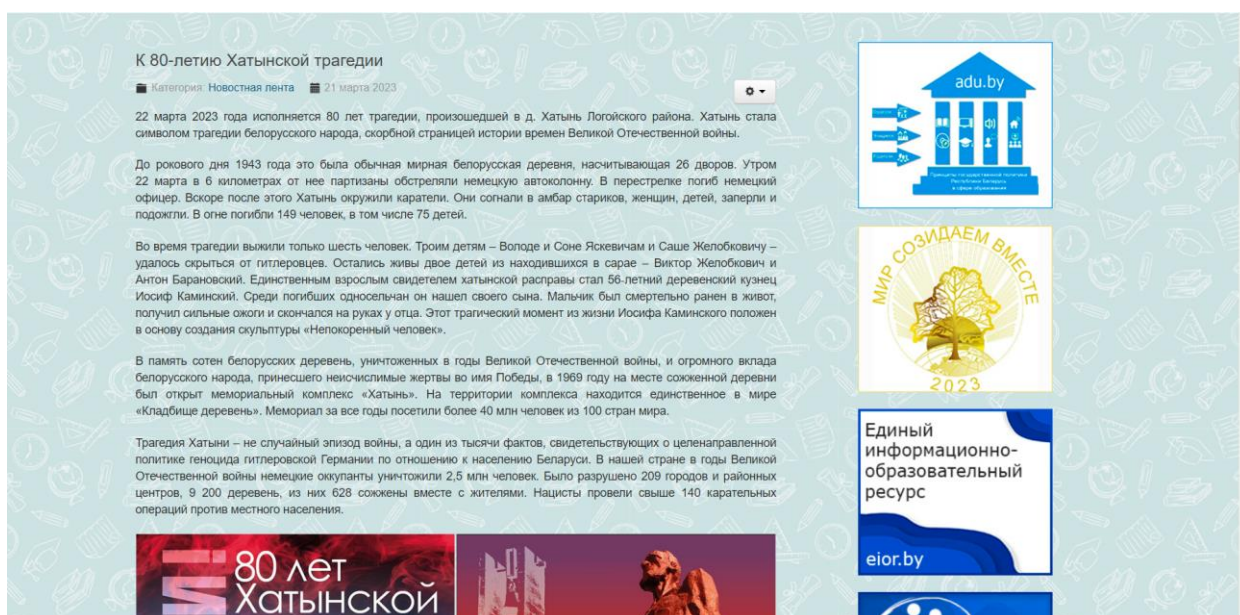 К 80-летию Хатынской трагедии
Категория: Новостная лента 21 марта 2023
22 марта 2023 года исполняется 80 лет трагедии, произошедшей в д. Хатынь Логойского района. Хатынь стала
символом трагедии белорусского народа, скорбной страницей истории времен Великой Отечественной войны.
До рокового дня 1943 года это была обычная мирная белорусская деревня, насчитывающая 26 дворов. Утром
22 марта в 6 километрах от нее партизаны обстреляли немецкую автоколонну. В перестрелке погиб немецкий
офицер. Вскоре после этого Хатынь окружили каратели. Они согнали в амбар стариков, женщин, детей, заперли и
подожгли. В огне погибли 149 человек, в том числе 75 детей.
Во время трагедии выжили только шесть человек. Троим детям – Володе и Соне Яскевичам и Саше Желобковичу –
удалось скрыться от гитлеровцев. Остались живы двое детей из находившихся в сарае – Виктор Желобкович и
Антон Барановский. Единственным взрослым свидетелем хатынской расправы стал 56-летний деревенский кузнец
Иосиф Каминский. Среди погибших односельчан он нашел своего сына. Мальчик был смертельно ранен в живот,
получил сильные ожоги и скончался на руках у отца. Этот трагический момент из жизни Иосифа Каминского положен
в основу создания скульптуры «Непокоренный человек».
В память сотен белорусских деревень, уничтоженных в годы Великой Отечественной войны, и огромного вклада
белорусского народа, принесшего неисчислимые жертвы во имя Победы, в 1969 году на месте сожженной деревни
был открыт мемориальный комплекс «Хатынь». На территории комплекса находится единственное в мире
«Кладбище деревень». Мемориал за все годы посетили более 40 млн человек из 100 стран мира.
Трагедия Хатыни – не случайный эпизод войны, а один из тысячи фактов, свидетельствующих о целенаправленной
политике геноцида гитлеровской Германии по отношению к населению Беларуси. В нашей стране в годы Великой
Отечественной войны немецкие оккупанты уничтожили 2,5 млн человек. Было разрушено 209 городов и районных
центров, 9 200 деревень, из них 628 сожжены вместе с жителями. Нацисты провели свыше 140 карательных
операций против местного населения.
80 лет
Хатынской
adu.by
Принципы государственной политики
Республики Беларусь
в сфере образования
МИР СОЗИДАЕМ ВМЕСТЕ
2023
Единый
информационно-
образовательный
ресурс
eior.by